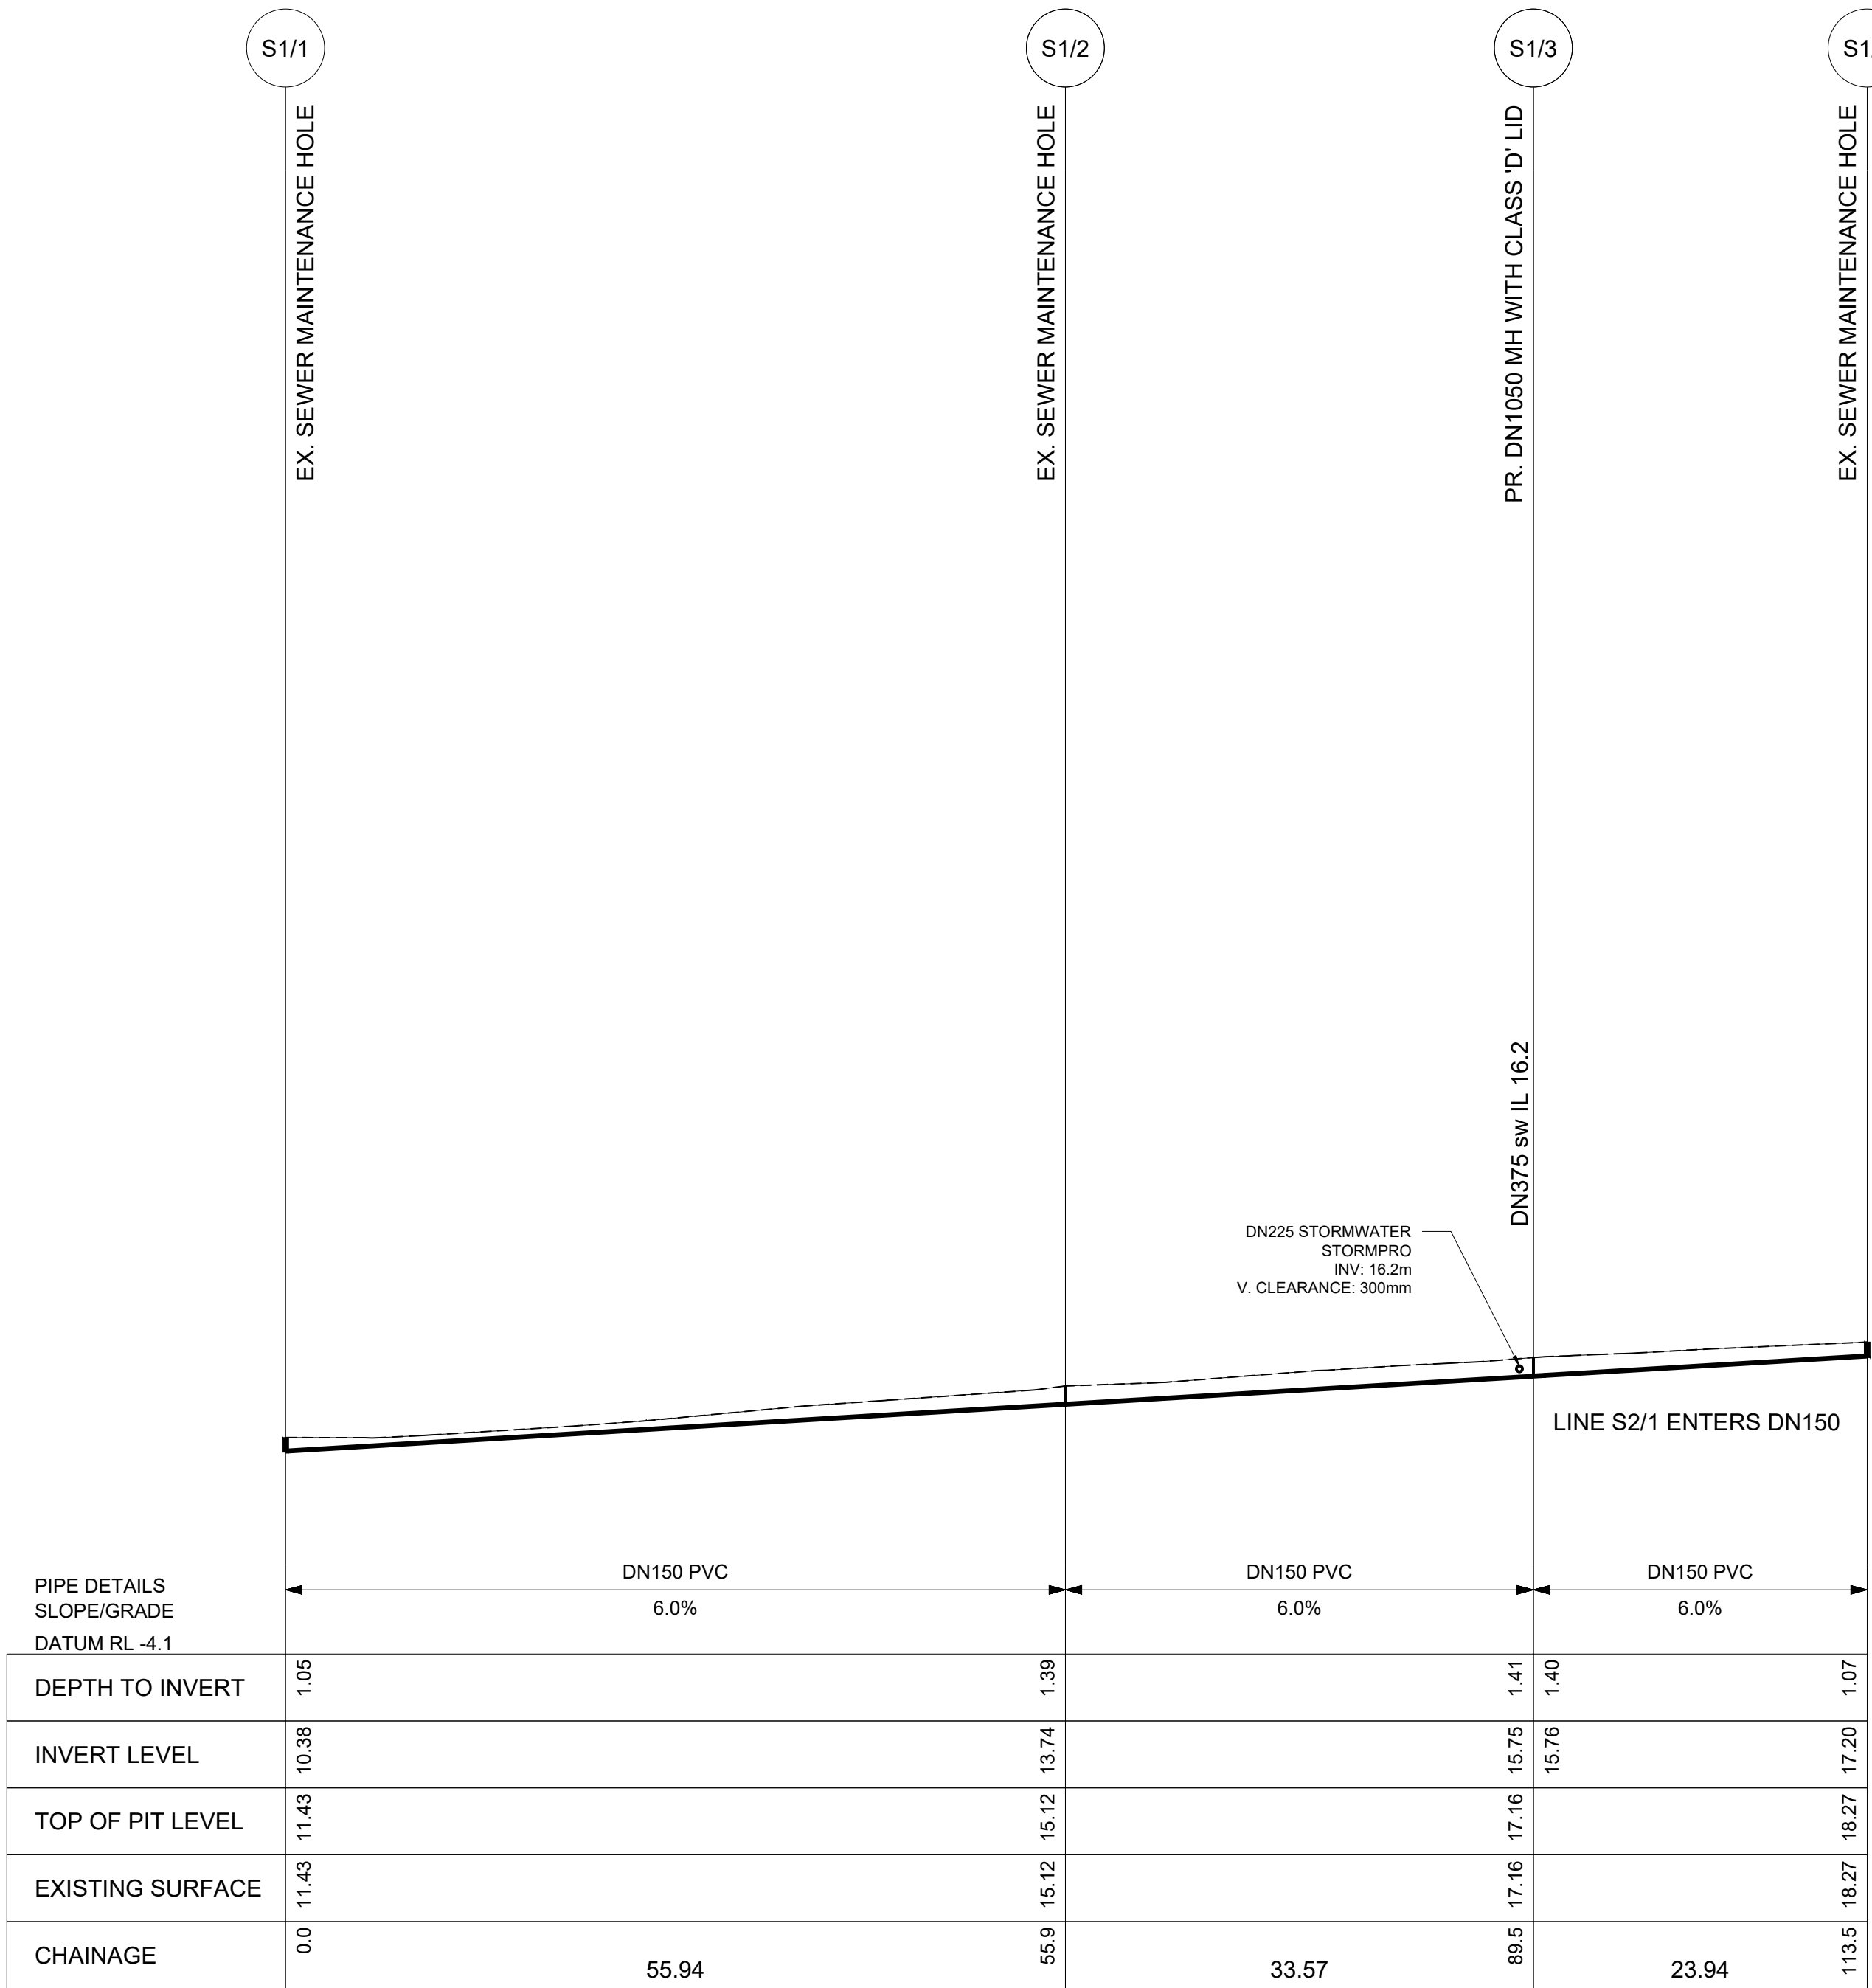 S1/1
S1/2
S1/3
S1/
EX. SEWER MAINTENANCE HOLE
EX. SEWER MAINTENANCE HOLE
PR. DN1050 MH WITH CLASS 'D' LID
EX. SEWER MAINTENANCE HOLE
DN375 sw IL 16.2
DN225 STORMWATER
STORMPRO
INV: 16.2m
V. CLEARANCE: 300mm
LINE S2/1 ENTERS DN150
PIPE DETAILS
SLOPE/GRADE
DATUM RL -4.1
DN150 PVC
6.0%
DN150 PVC
6.0%
DN150 PVC
6.0%
DEPTH TO INVERT 1.05 1.39 1.41 1.40 1.07
INVERT LEVEL 10.38 13.74 15.75 15.76 17.20
TOP OF PIT LEVEL 11.43 15.12 17.16 18.27
EXISTING SURFACE 11.43 15.12 17.16 18.27
CHAINAGE 0.0 55.94 55.9 33.57 89.5 23.94 113.5